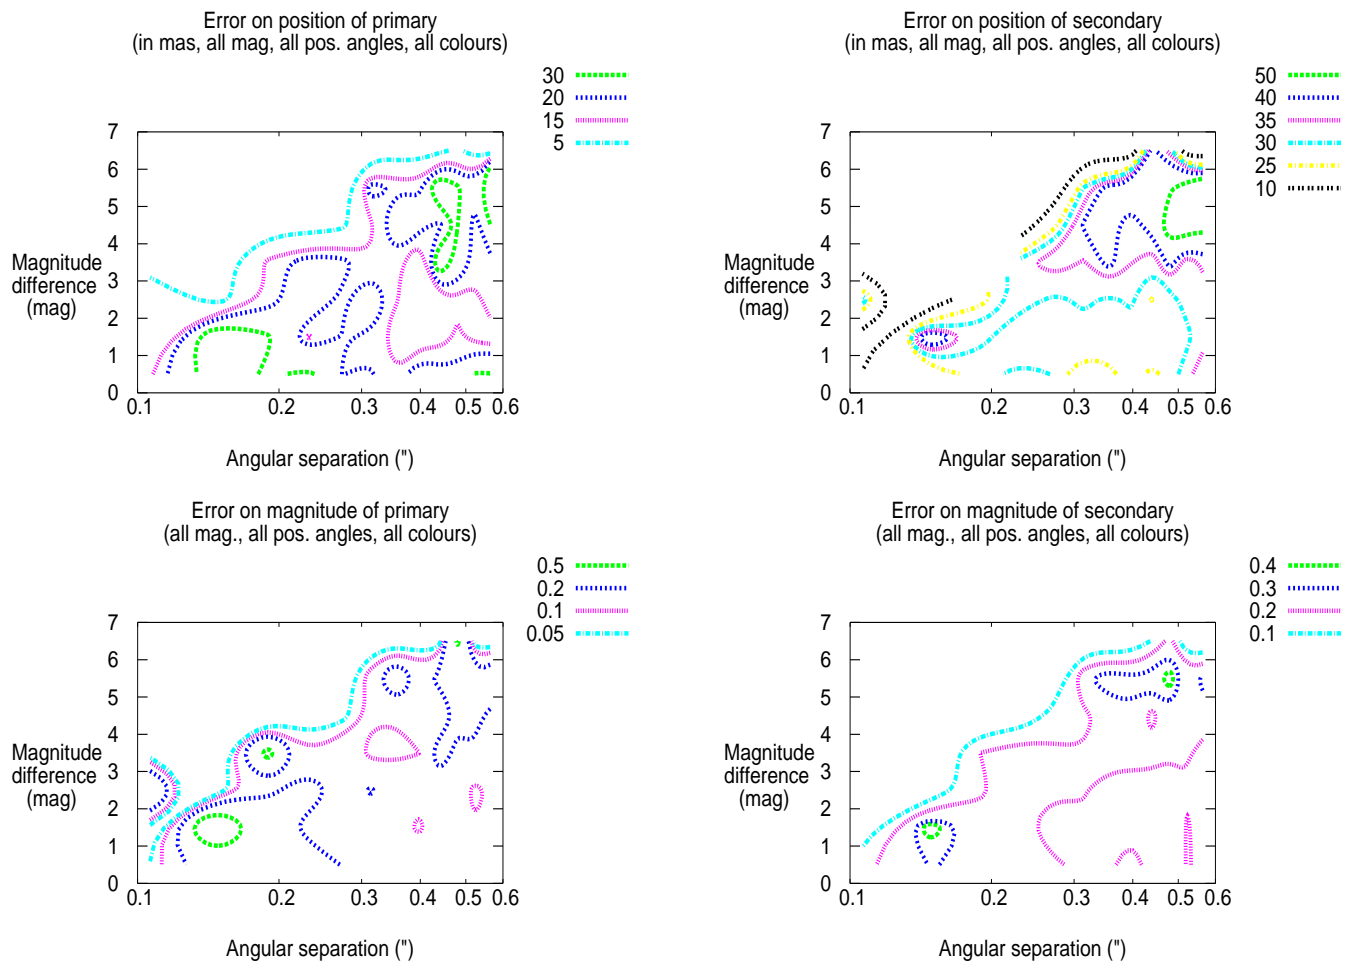 Error on position of primary
(in mas, all mag, all pos. angles, all colours)
30
20
15
5
7
6
5
4
3
2
1
0
Magnitude
difference
(mag)
0.1 0.2 0.3 0.4 0.5 0.6
Angular separation (")
Error on position of secondary
(in mas, all mag, all pos. angles, all colours)
50
40
35
30
25
10
7
6
5
4
3
2
1
0
Magnitude
difference
(mag)
0.1 0.2 0.3 0.4 0.5 0.6
Angular separation (")
Error on magnitude of primary
(all mag., all pos. angles, all colours)
0.5
0.2
0.1
0.05
7
6
5
4
3
2
1
0
Magnitude
difference
(mag)
0.1 0.2 0.3 0.4 0.5 0.6
Angular separation (")
Error on magnitude of secondary
(all mag., all pos. angles, all colours)
0.4
0.3
0.2
0.1
7
6
5
4
3
2
1
0
Magnitude
difference
(mag)
0.1 0.2 0.3 0.4 0.5 0.6
Angular separation (")